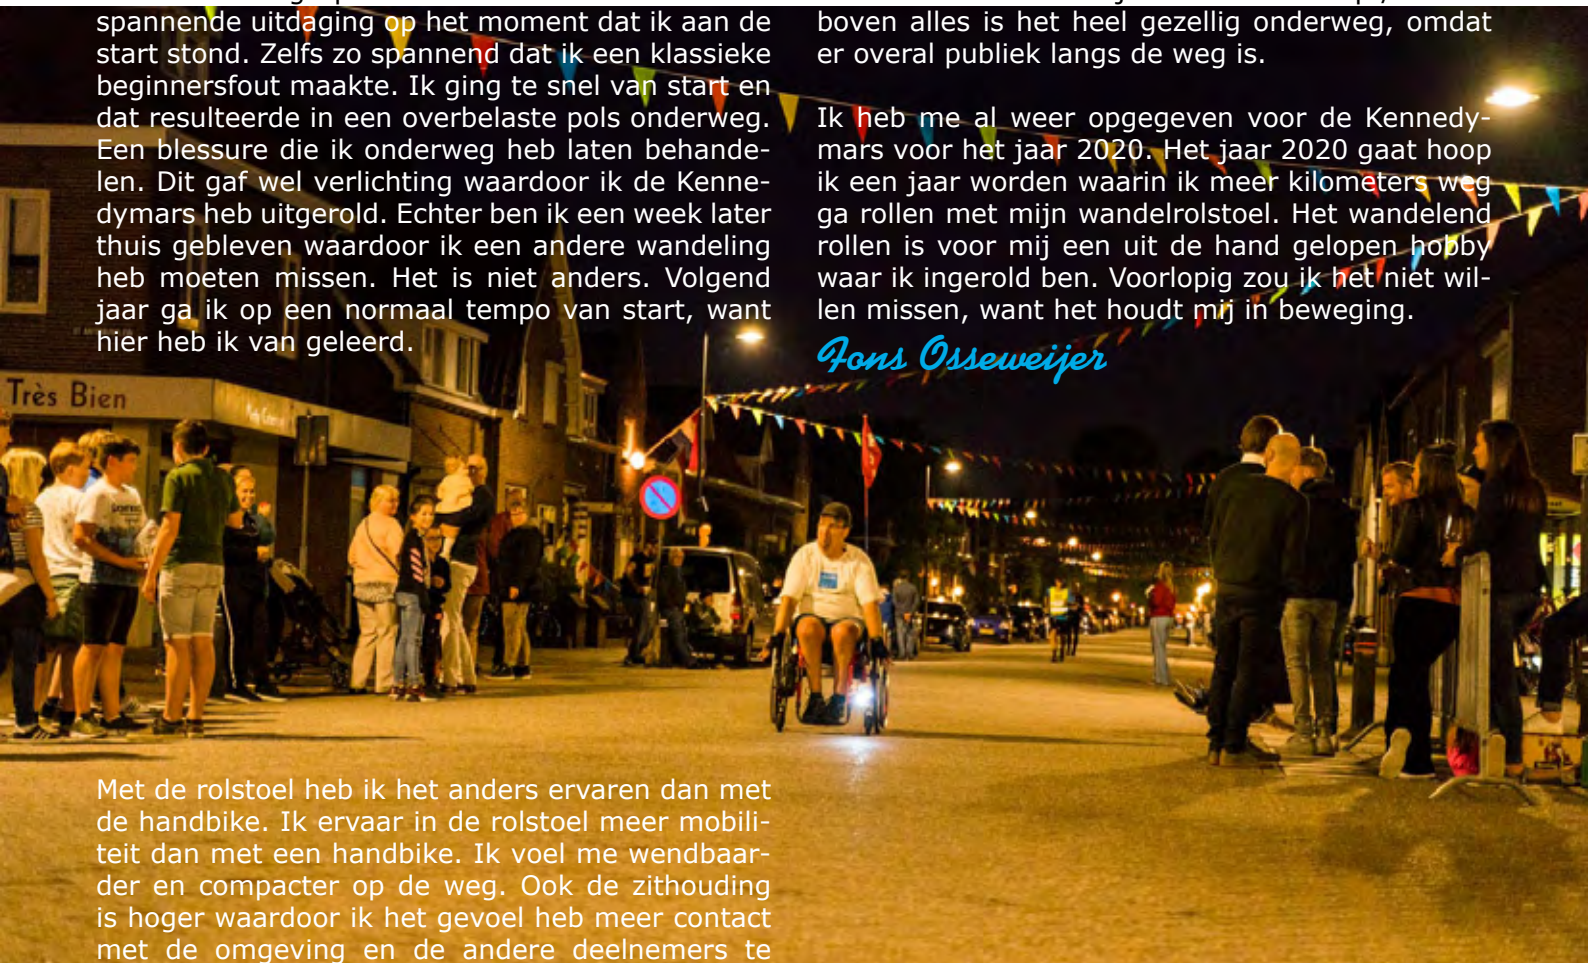 spannende uitdaging op het moment dat ik aan de
start stond. Zelfs zo spannend dat ik een klassieke
beginnersfout maakte. Ik ging te snel van start en
dat resulteerde in een overbelaste pols onderweg.
Een blessure die ik onderweg heb laten behande-
len. Dit gaf wel verlichting waardoor ik de Kenne-
dymars heb uitgerold. Echter ben ik een week later
thuis gebleven waardoor ik een andere wandeling
heb moeten missen. Het is niet anders. Volgend
jaar ga ik op een normaal tempo van start, want
hier heb ik van geleerd.
Met de rolstoel heb ik het anders ervaren dan met
de handbike. Ik ervaar in de rolstoel meer mobili-
teit dan met een handbike. Ik voel me wendbaar-
der en compacter op de weg. Ook de zithouding
is hoger waardoor ik het gevoel heb meer contact
met de omgeving en de andere deelnemers te
boven alles is het heel gezellig onderweg, omdat
er overal publiek langs de weg is.
Ik heb me al weer opgegeven voor de Kennedy-
mars voor het jaar 2020. Het jaar 2020 gaat hoop
ik een jaar worden waarin ik meer kilometers weg
ga rollen met mijn wandelrolstoel. Het wandelend
rollen is voor mij een uit de hand gelopen hobby
waar ik ingerold ben. Voorlopig zou ik het niet wil-
len missen, want het houdt mij in beweging.
Fons Osseweijer
Très Bien